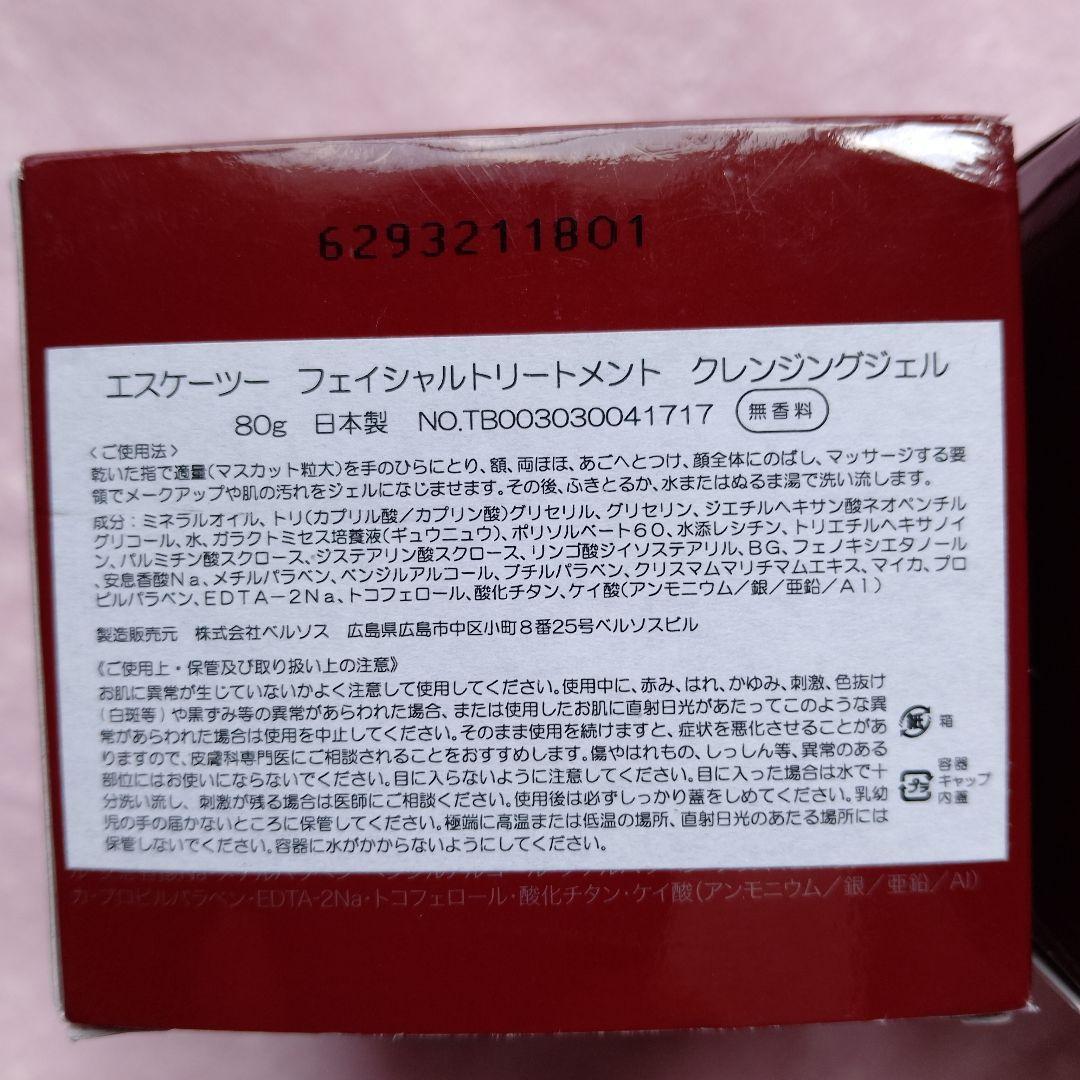 6293211801
エスケーツー フェイシャルトリートメント クレンジングジェル
80g 日本製 NO.TB003030041717 無香料
〈ご使用法〉
乾いた指で適量(マスカット粒大)を手のひらにとり、額、両ほほ、あごへとつけ、顔全体にのばし、マッサージする要
領でメークアップや肌の汚れをジェルになじませます。その後、ふきとるか、水またはぬるま湯で洗い流します。
成分:ミネラルオイル、トリ(カプリル酸/カプリン酸)グリセリル、グリセリン、ジエチルヘキサン酸ネオペンチル
グリコール、水、ガラクトミセス培養液(ギュウニュウ)、ポリソルベート60、水添レシチン、トリエチルヘキサノイ
ン、パルミチン酸スクロース、ジステアリン酸スクロース、リンゴ酸ジイソステアリル、BG、フェノキシエタノール
、安息香酸Na、メチルパラベン、ベンジルアルコール、ブチルパラベン、クリスマムマリチマムエキス、マイカ、プロ
ピルパラベン、EDTA-2Na、トコフェロール、酸化チタン、ケイ酸(アンモニウム/銀/亜鉛/Al)
製造販売元 株式会社ベルソス 広島県広島市中区小町8番25号ベルソスビル
《ご使用上・保管及び取り扱い上の注意》
お肌に異常が生じていないかよく注意して使用してください。使用中に、赤み、はれ、かゆみ、刺激、色抜け
(白斑等)や黒ずみ等の異常があらわれた場合、または使用したお肌に直射日光があたってこのような異
常があらわれた場合は使用を中止してください。そのまま使用を続けますと、症状を悪化させることがあ
りますので、皮膚科専門医にご相談されることをおすすめします。傷やはれもの、しっしん等、異常のある
部位にはお使いにならないでください。目に入らないように注意してください。目に入った場合は水で十
分洗い流し、刺激が残る場合は医師にご相談ください。使用後は必ずしっかり蓋をしめてください。乳幼
児の手の届かないところに保管してください。極端に高温または低温の場所、直射日光のあたる場所には
保管しないでください。容器に水がかからないようにしてください。
紙 箱
プラ 容器
キャップ
内蓋
カ・プロピルパラベン・EDTA-2Na・トコフェロール・酸化チタン・ケイ酸(アンモニウム/銀/亜鉛/Al)